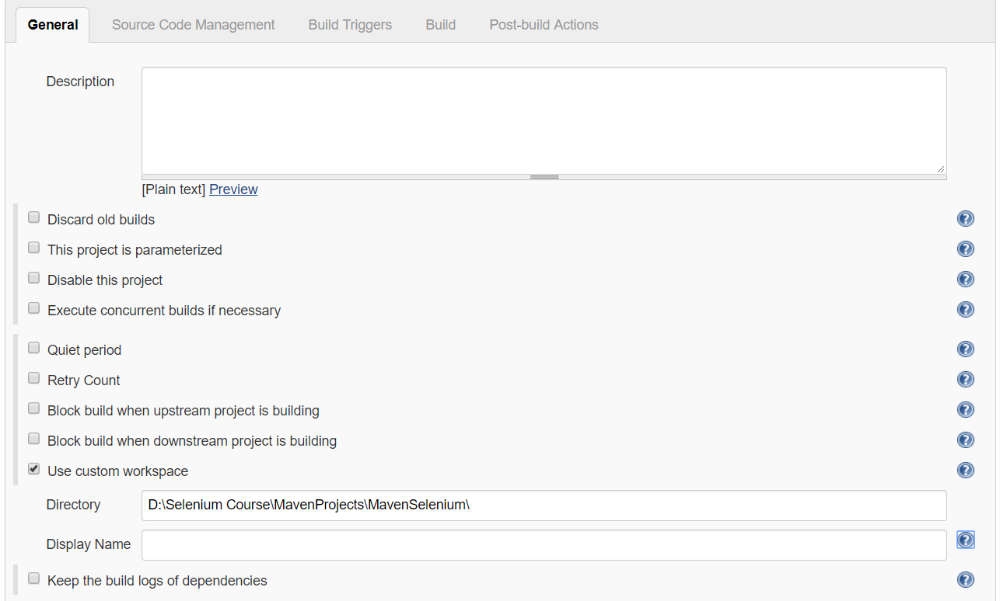 General Source Code Management Build Triggers Build Post-build Actions
Description
[Plain text] Preview
Discard old builds
This project is parameterized
Disable this project
Execute concurrent builds if necessary
Quiet period
Retry Count
Block build when upstream project is building
Block build when downstream project is building
Use custom workspace
Directory D:\Selenium Course\MavenProjects\MavenSelenium\
Display Name
Keep the build logs of dependencies